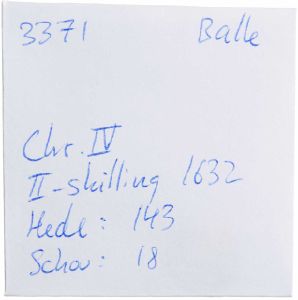 3371 Balle
Chr. IV
II-skilling 1632
Hede: 143
Schou: 18